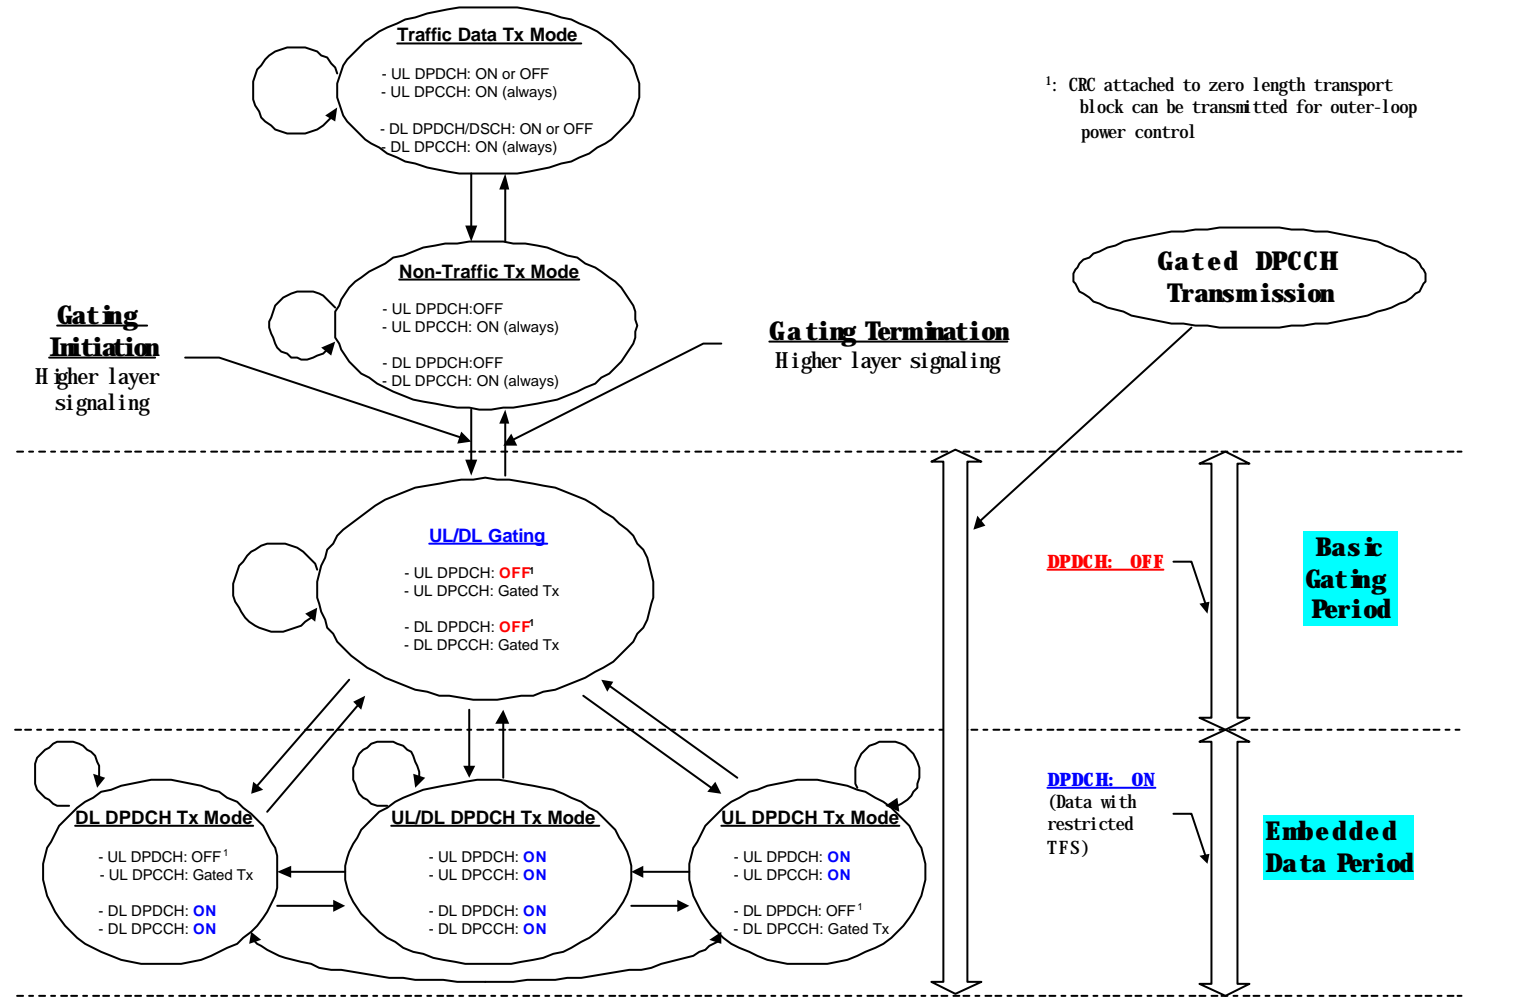 Traffic Data Tx Mode
- UL DPDCH: ON or OFF
- UL DPCCH: ON (always)
- DL DPDCH/DSCH: ON or OFF
- DL DPCCH: ON (always)
1: CRC attached to zero length transport
block can be transmitted for outer-loop
power control
Non-Traffic Tx Mode
- UL DPDCH:OFF
- UL DPCCH: ON (always)
- DL DPDCH:OFF
- DL DPCCH: ON (always)
Gated DPCCH
Transmission
Gating
Initiation
Higher layer
signaling
Gating Termination
Higher layer signaling
UL/DL Gating
- UL DPDCH: OFF1
- UL DPCCH: Gated Tx
- DL DPDCH: OFF1
- DL DPCCH: Gated Tx
DPDCH: OFF
Basic
Gating
Period
DL DPDCH Tx Mode
- UL DPDCH: OFF1
- UL DPCCH: Gated Tx
- DL DPDCH: ON
- DL DPCCH: ON
UL/DL DPDCH Tx Mode
- UL DPDCH: ON
- UL DPCCH: ON
- DL DPDCH: ON
- DL DPCCH: ON
UL DPDCH Tx Mode
- UL DPDCH: ON
- UL DPCCH: ON
- DL DPDCH: OFF1
- DL DPCCH: Gated Tx
DPDCH: ON
(Data with
restricted
TFS)
Embedded
Data Period